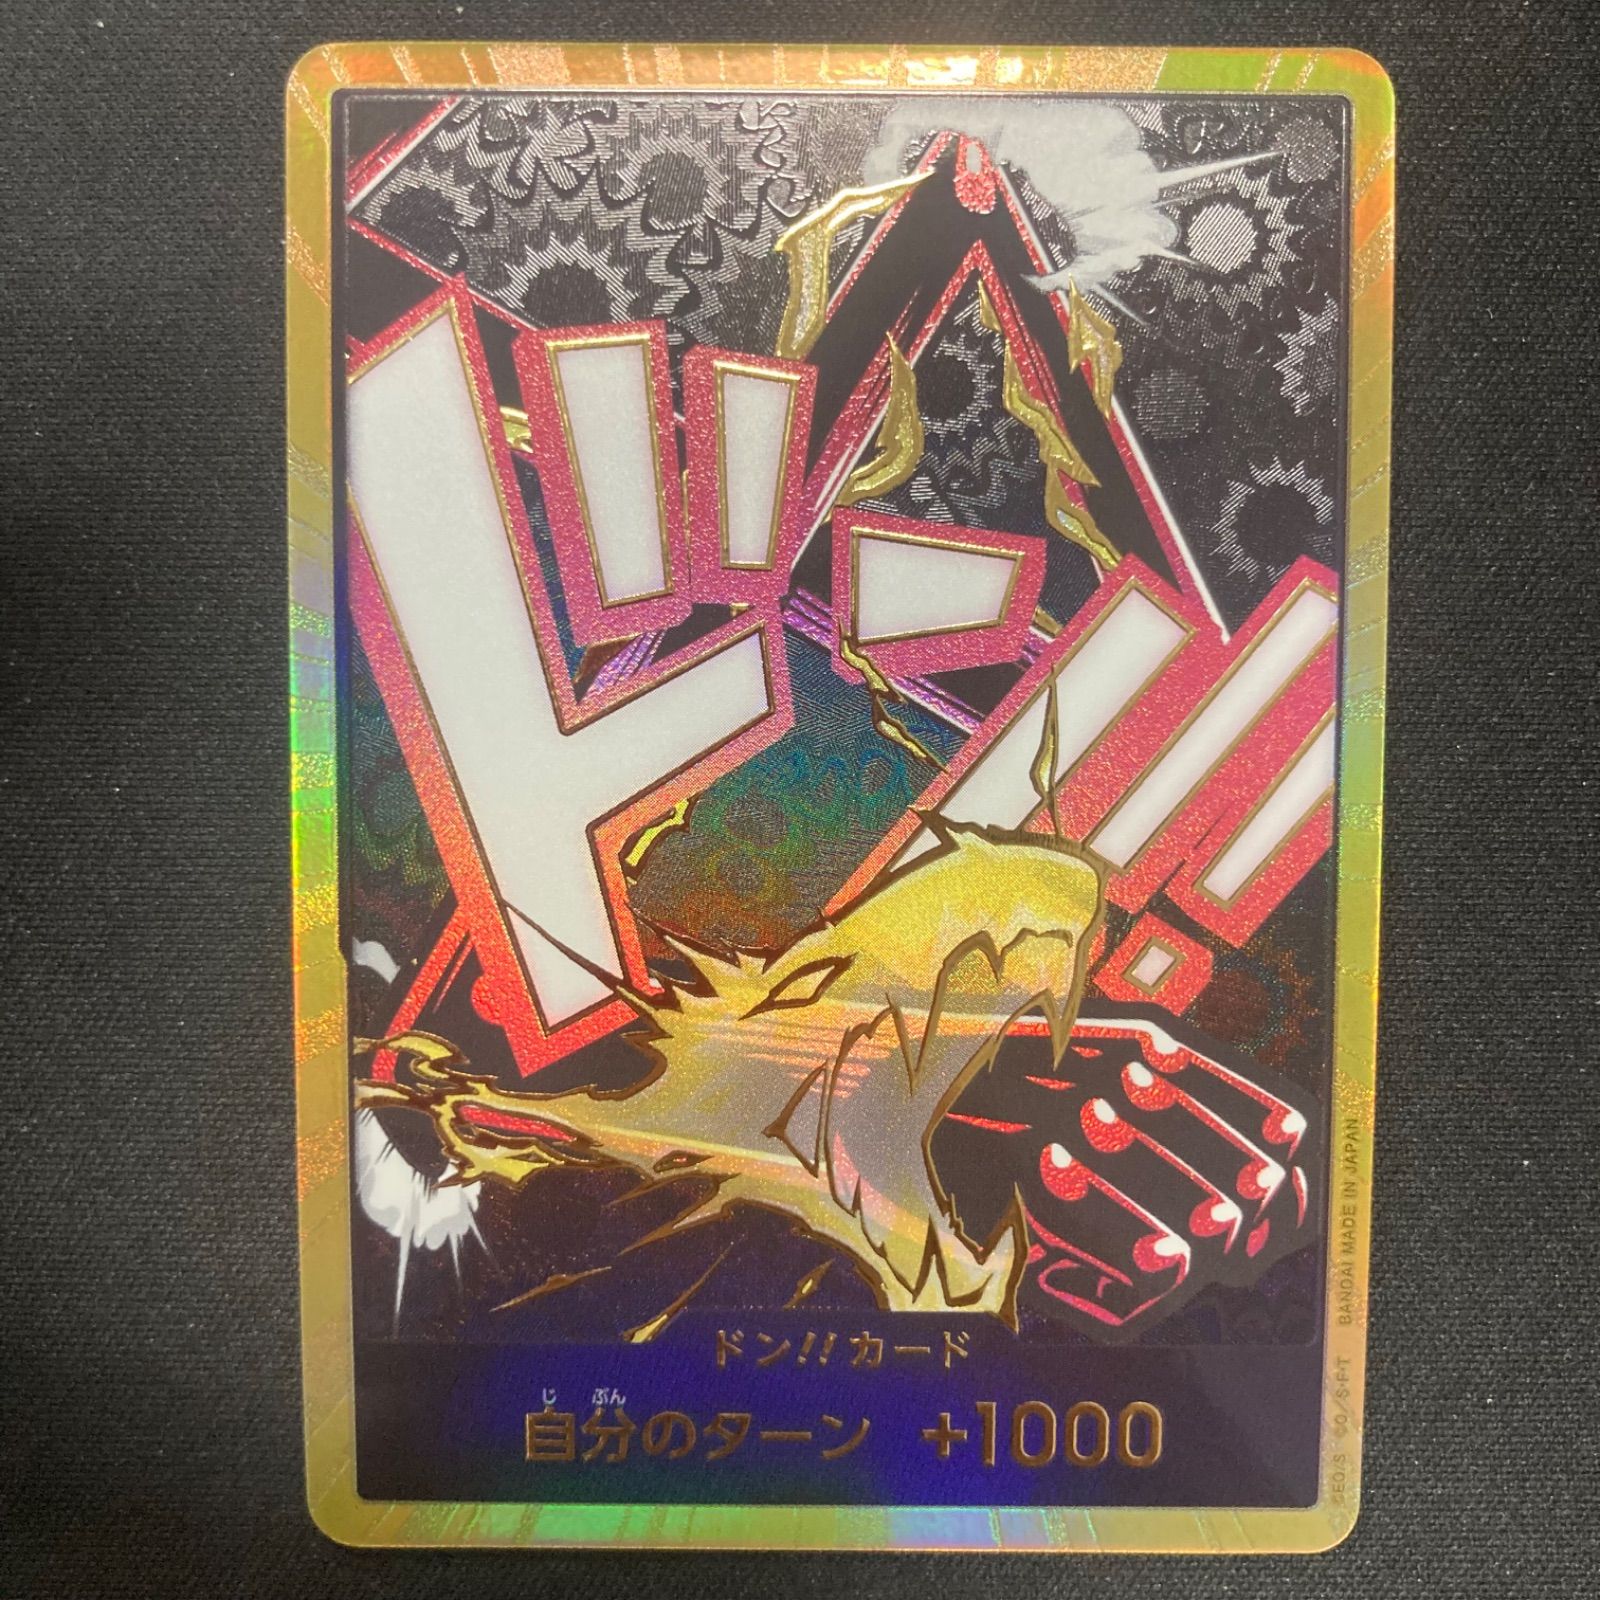 ドン!!
ドン!!カード
じ ぶん
自分のターン +1000
©EO/S ©O/S･F･T BANDAI MADE IN JAPAN